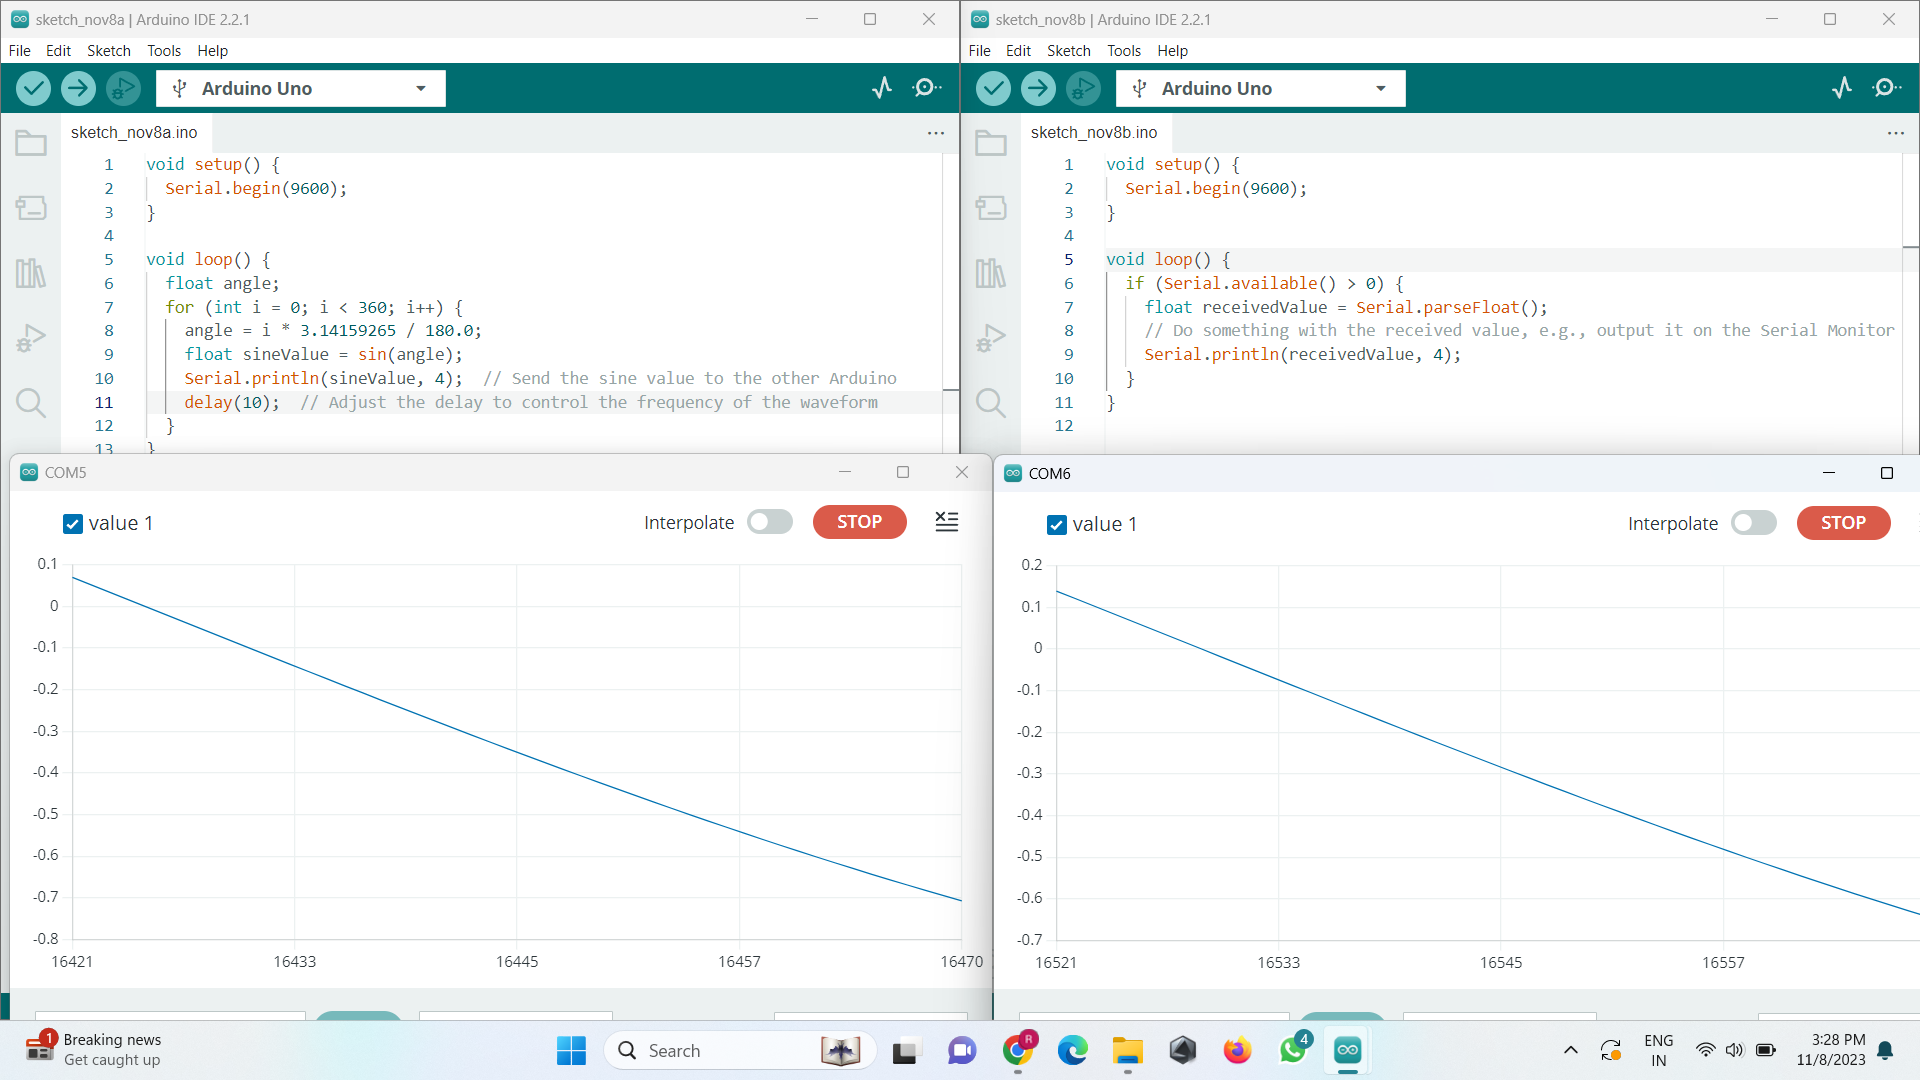 sketch_nov8a | Arduino IDE 2.2.1
File Edit Sketch Tools Help
Arduino Uno
sketch_nov8a.ino
1 void setup() {
2 Serial.begin(9600);
3 }
4
5 void loop() {
6 float angle;
7 for (int i = 0; i < 360; i++) {
8 angle = i * 3.14159265 / 180.0;
9 float sineValue = sin(angle);
10 Serial.println(sineValue, 4); // Send the sine value to the other Arduino
11 delay(10); // Adjust the delay to control the frequency of the waveform
12 }
13 }
sketch_nov8b | Arduino IDE 2.2.1
File Edit Sketch Tools Help
Arduino Uno
sketch_nov8b.ino
1 void setup() {
2 Serial.begin(9600);
3 }
4
5 void loop() {
6 if (Serial.available() > 0) {
7 float receivedValue = Serial.parseFloat();
8 // Do something with the received value, e.g., output it on the Serial Monitor
9 Serial.println(receivedValue, 4);
10 }
11 }
12
COM5
value 1
Interpolate STOP
0.1
0
-0.1
-0.2
-0.3
-0.4
-0.5
-0.6
-0.7
-0.8
16421 16433 16445 16457 16470
COM6
value 1
Interpolate STOP
0.2
0.1
0
-0.1
-0.2
-0.3
-0.4
-0.5
-0.6
-0.7
16521 16533 16545 16557
1
Breaking news
Get caught up
Search
R
4
ENG
IN
3:28 PM
11/8/2023